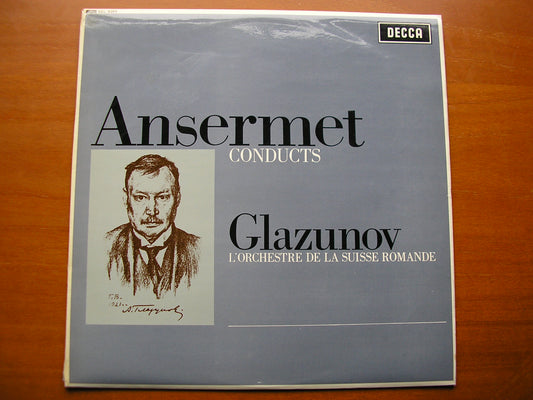 DECCA
Ansermet
CONDUCTS
Glazunov
L'ORCHESTRE DE LA SUISSE ROMANDE